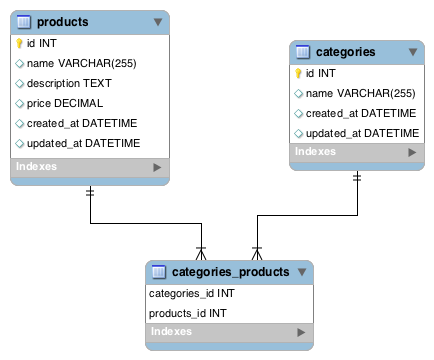 products
id INT
name VARCHAR(255)
description TEXT
price DECIMAL
created_at DATETIME
updated_at DATETIME
Indexes
categories
id INT
name VARCHAR(255)
created_at DATETIME
updated_at DATETIME
Indexes
categories_products
categories_id INT
products_id INT
Indexes